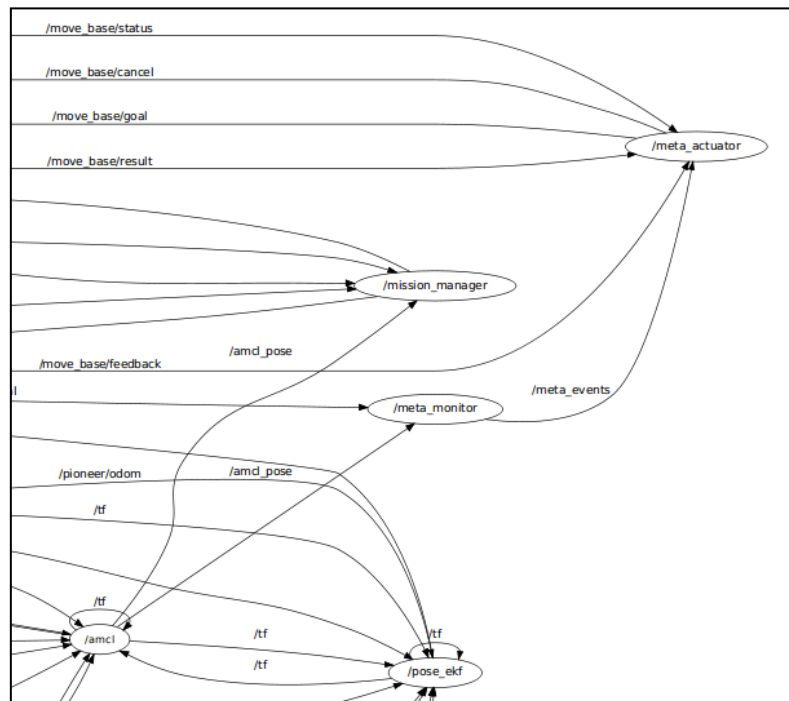 /move_base/status
/move_base/cancel
/move_base/goal
/meta_actuator
/move_base/result
/mission_manager
/amcl_pose
/move_base/feedback
/meta_events
al
/meta_monitor
/pioneer/odom
/amcl_pose
/tf
/tf
/amcl
/tf
/tf
/tf
/pose_ekf